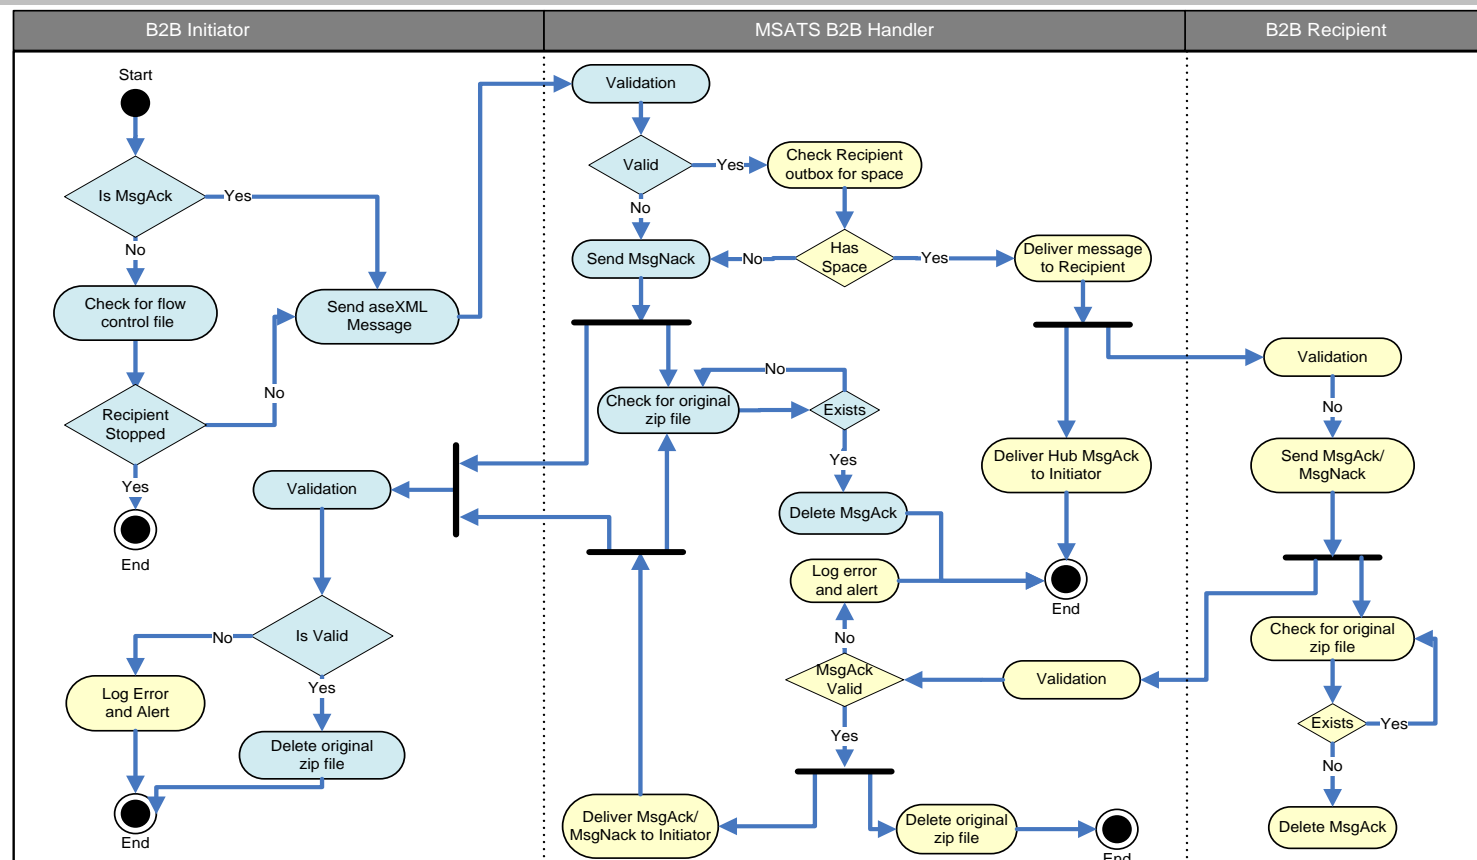 B2B Initiator
MSATS B2B Handler
B2B Recipient
Start
Is MsgAck
Yes
No
Check for flow
control file
Send aseXML
Message
No
Recipient
Stopped
Yes
End
Validation
Is Valid
No
Yes
Log Error
and Alert
Delete original
zip file
End
Validation
Valid
Yes
Check Recipient
outbox for space
No
Send MsgNack
No
Has
Space
Yes
Deliver message
to Recipient
No
Check for original
zip file
Exists
Yes
Delete MsgAck
Deliver Hub MsgAck
to Initiator
Log error
and alert
End
No
MsgAck
Valid
Validation
Yes
Deliver MsgAck/
MsgNack to Initiator
Delete original
zip file
End
Validation
No
Send MsgAck/
MsgNack
Check for original
zip file
Exists
Yes
No
Delete MsgAck